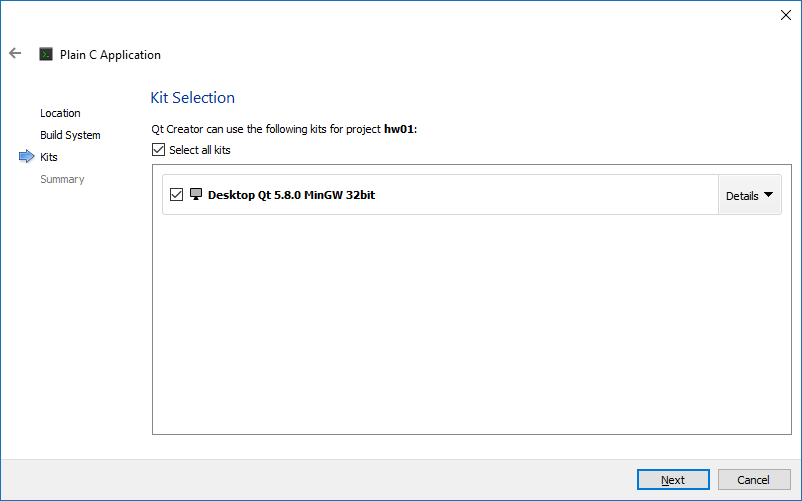 Plain C Application
Location
Build System
Kits
Summary
Kit Selection
Qt Creator can use the following kits for project hw01:
Select all kits
Desktop Qt 5.8.0 MinGW 32bit
Details
Next
Cancel